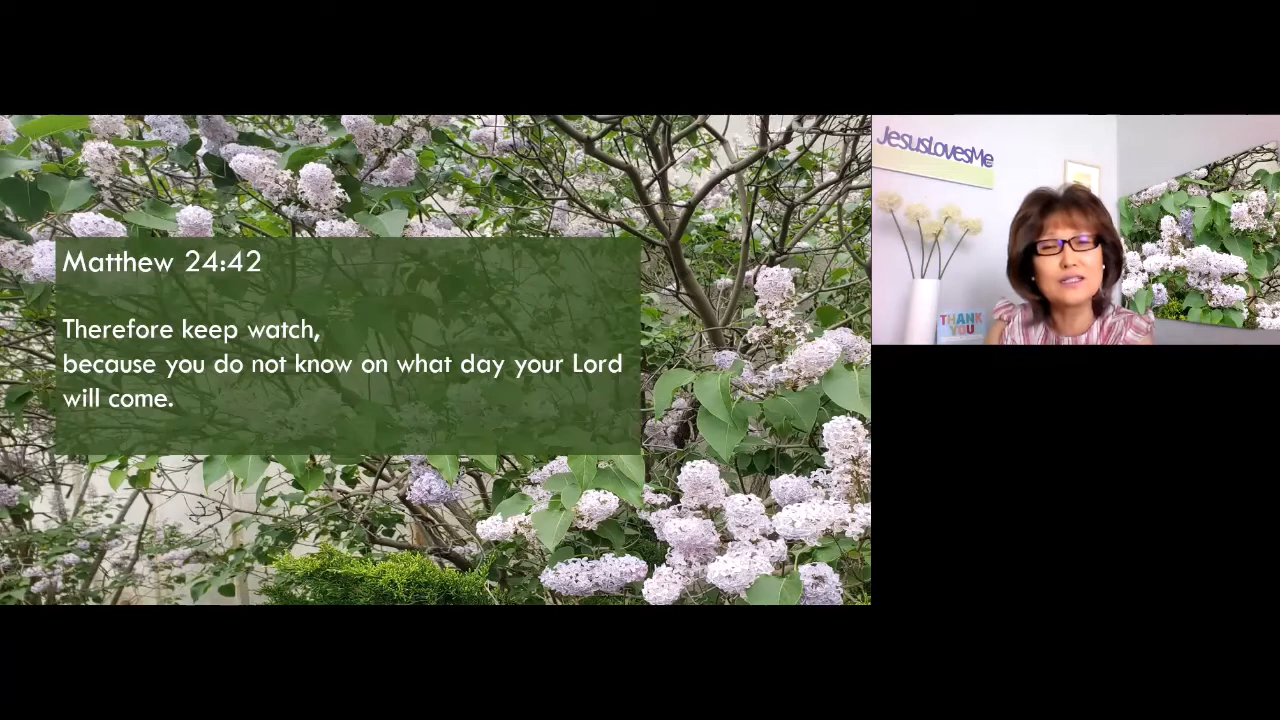 Matthew 24:42
Therefore keep watch,
because you do not know on what day your Lord
will come.
JesusLovesMe
THANK
YOU